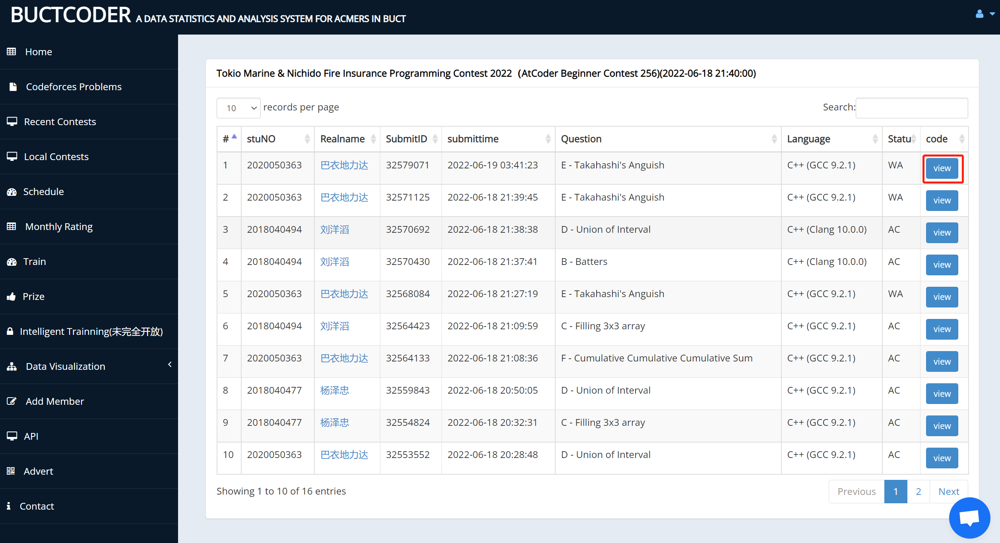 BUCTCODER A DATA STATISTICS AND ANALYSIS SYSTEM FOR ACMERS IN BUCT
Home
Codeforces Problems
Recent Contests
Local Contests
Schedule
Monthly Rating
Train
Prize
Intelligent Trainning(未完全开放)
Data Visualization
Add Member
API
Advert
Contact
Tokio Marine & Nichido Fire Insurance Programming Contest 2022 (AtCoder Beginner Contest 256)(2022-06-18 21:40:00)
10 records per page Search:
# stuNO Realname SubmitID submittime Question Language Statu code
1 2020050363 巴衣地力达 32579071 2022-06-19 03:41:23 E - Takahashi's Anguish C++ (GCC 9.2.1) WA view
2 2020050363 巴衣地力达 32571125 2022-06-18 21:39:45 E - Takahashi's Anguish C++ (GCC 9.2.1) WA view
3 2018040494 刘洋滔 32570692 2022-06-18 21:38:38 D - Union of Interval C++ (Clang 10.0.0) AC view
4 2018040494 刘洋滔 32570430 2022-06-18 21:37:41 B - Batters C++ (Clang 10.0.0) AC view
5 2020050363 巴衣地力达 32568084 2022-06-18 21:27:19 E - Takahashi's Anguish C++ (GCC 9.2.1) WA view
6 2018040494 刘洋滔 32564423 2022-06-18 21:09:59 C - Filling 3x3 array C++ (GCC 9.2.1) AC view
7 2020050363 巴衣地力达 32564133 2022-06-18 21:08:36 F - Cumulative Cumulative Cumulative Sum C++ (GCC 9.2.1) AC view
8 2018040477 杨泽忠 32559843 2022-06-18 20:50:05 D - Union of Interval C++ (GCC 9.2.1) AC view
9 2018040477 杨泽忠 32554824 2022-06-18 20:32:31 C - Filling 3x3 array C++ (GCC 9.2.1) AC view
10 2020050363 巴衣地力达 32553552 2022-06-18 20:28:48 D - Union of Interval C++ (GCC 9.2.1) AC view
Showing 1 to 10 of 16 entries Previous 1 2 Next